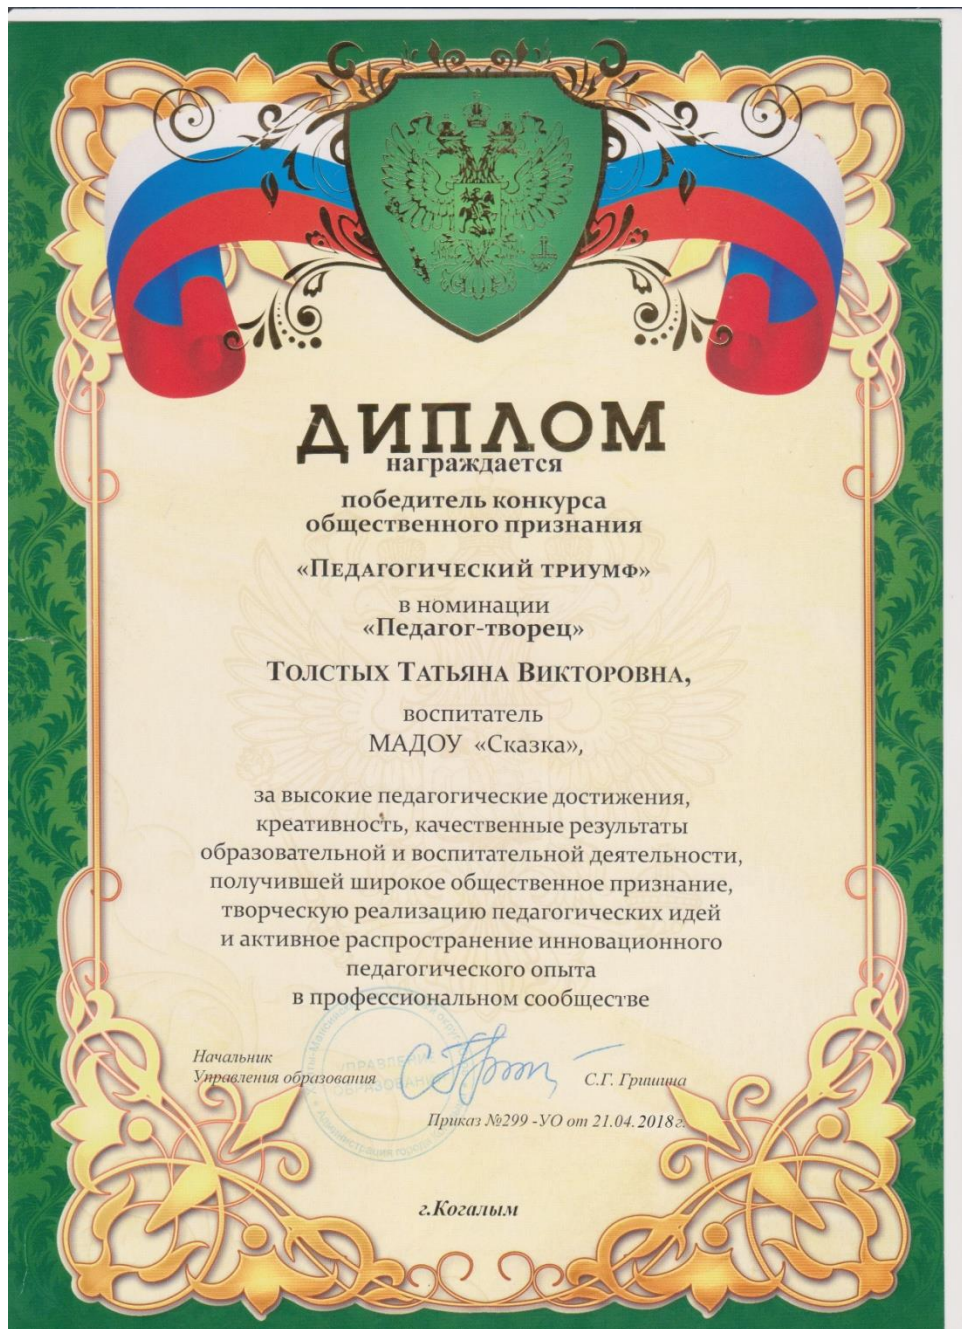 ДИПЛОМ
награждается
победитель конкурса
общественного признания
«Педагогический триумф»
в номинации
«Педагог-творец»
Толстых Татьяна Викторовна,
воспитатель
МАДОУ «Сказка»,
за высокие педагогические достижения,
креативность, качественные результаты
образовательной и воспитательной деятельности,
получившей широкое общественное признание,
творческую реализацию педагогических идей
и активное распространение инновационного
педагогического опыта
в профессиональном сообществе
Начальник
Управления образования
С.Г. Гришина
УПРАВЛЕНИЕ
ОБРАЗОВАНИЯ
Приказ №299 -УО от 21.04.2018г.
г.Когалым